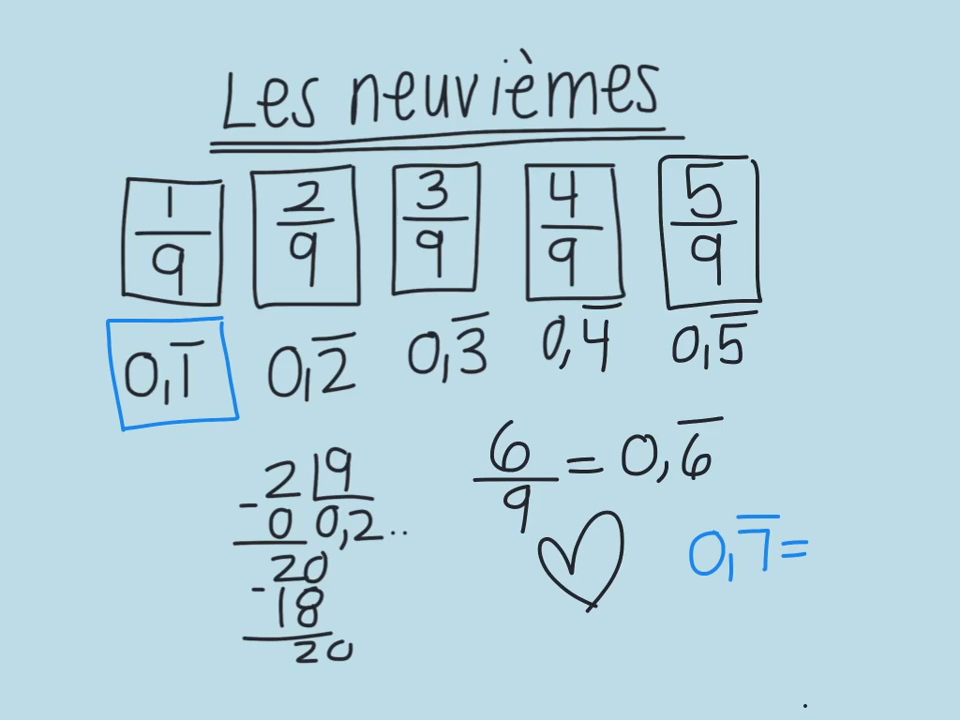 Les neuvièmes
1/9 2/9 3/9 4/9 5/9
0,1̅ 0,2̅ 0,3̅ 0,4̅ 0,5̅
6/9 = 0,6̅
2 | 9
- 0 0,2..
20
- 18
20
0,7̅ =